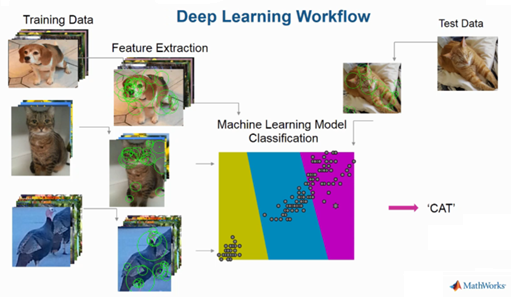 Deep Learning Workflow
Training Data
Test Data
Feature Extraction
Machine Learning Model
Classification
‘CAT’
MathWorks®